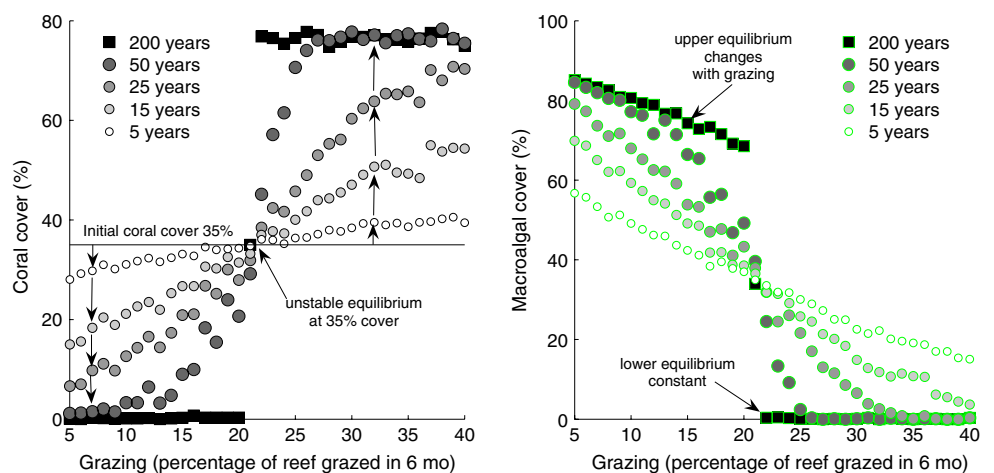 80
60
40
20
0
Coral cover (%)
200 years
50 years
25 years
15 years
5 years
Initial coral cover 35%
unstable equilibrium
at 35% cover
5 10 15 20 25 30 35 40
Grazing (percentage of reef grazed in 6 mo)
100
80
60
40
20
0
Macroalgal cover (%)
upper equilibrium
changes
with grazing
200 years
50 years
25 years
15 years
5 years
lower equilibrium
constant
5 10 15 20 25 30 35 40
Grazing (percentage of reef grazed in 6 mo)